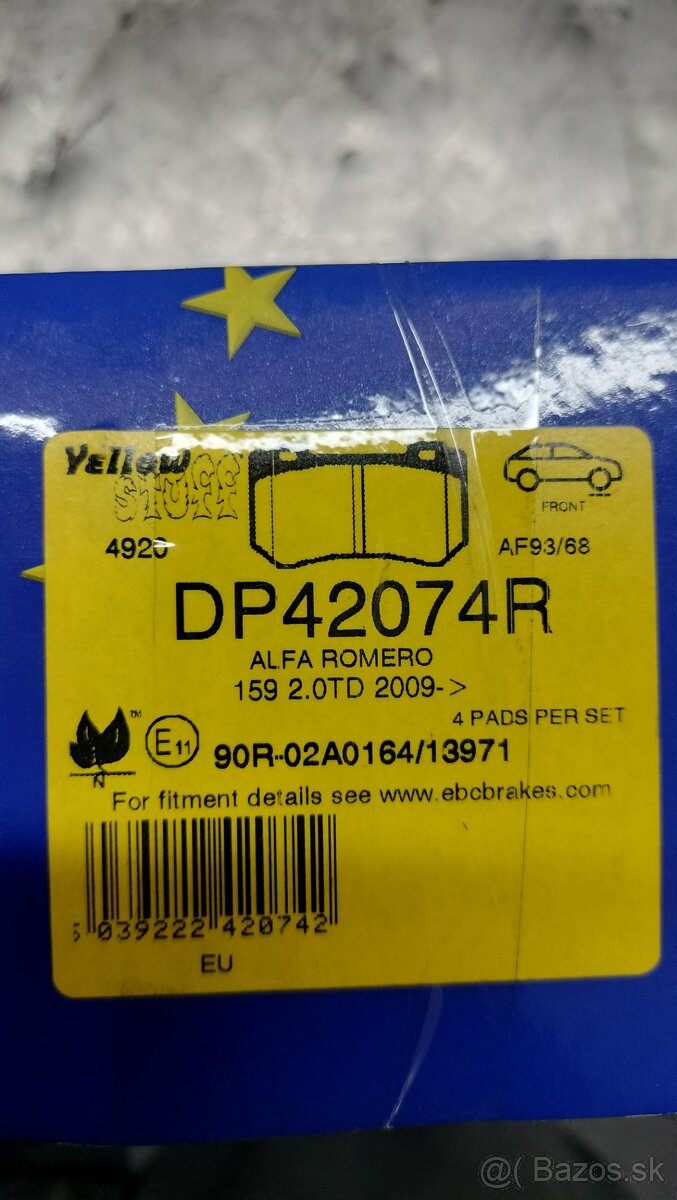 Yellow
STUFF
4920
FRONT
AF93/68
DP42074R
ALFA ROMERO
159 2.0TD 2009->
4 PADS PER SET
TM
N
E11
90R-02A0164/13971
For fitment details see www.ebcbrakes.com
5 039222 420742
EU
@( Bazos.sk